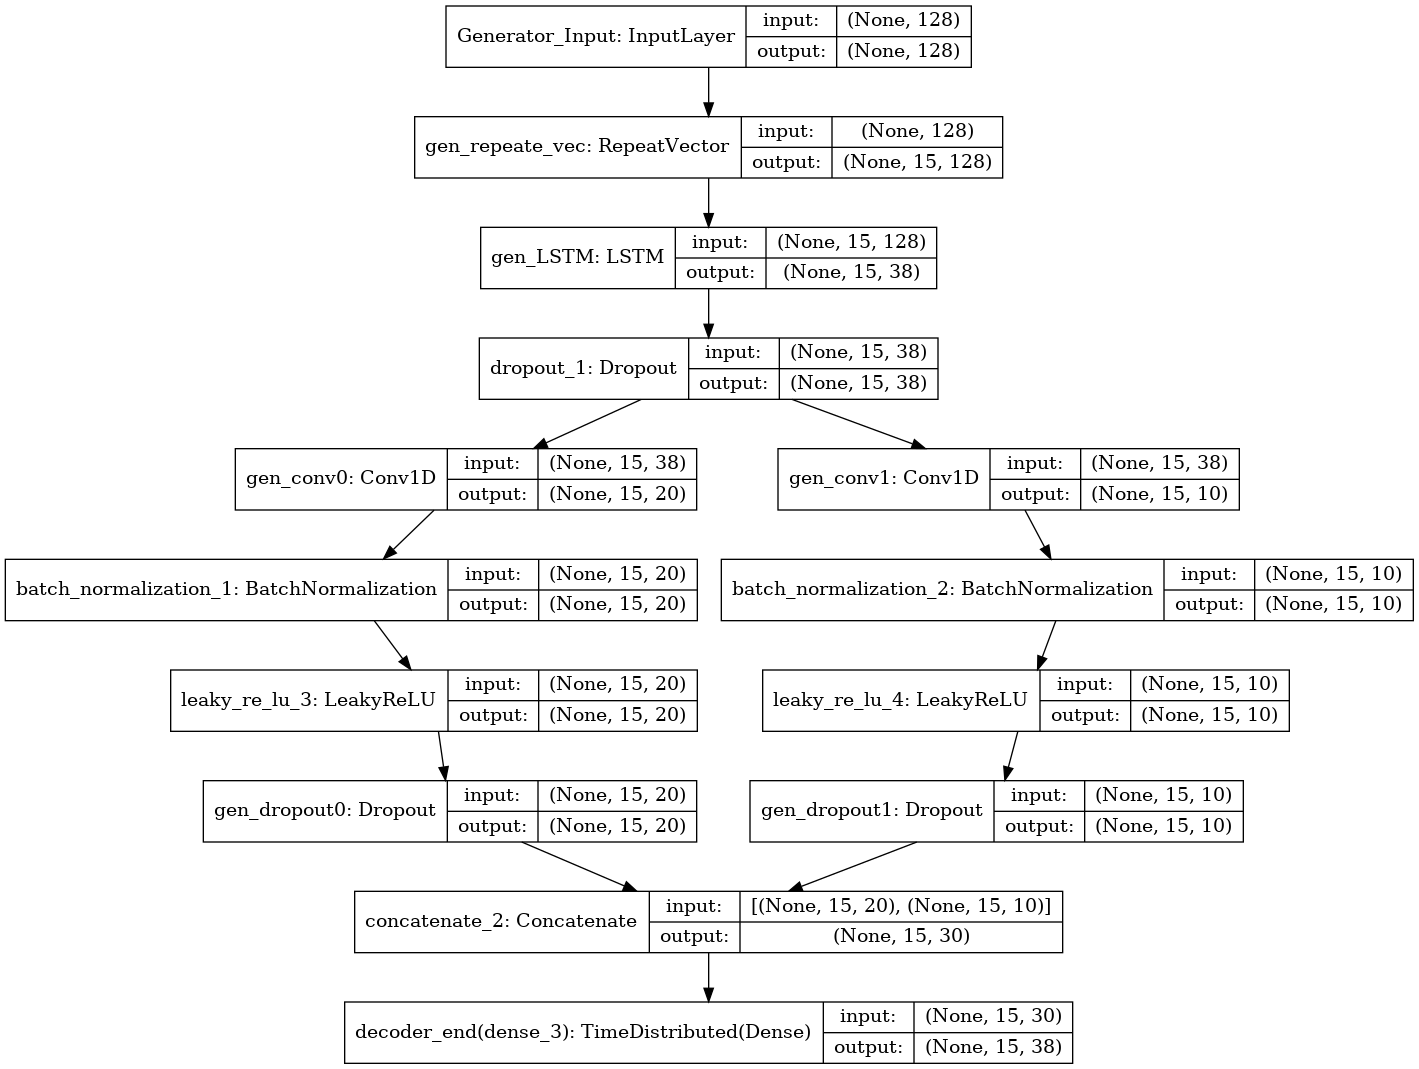 Generator_Input: InputLayer
input: (None, 128)
output: (None, 128)
gen_repeate_vec: RepeatVector
input: (None, 128)
output: (None, 15, 128)
gen_LSTM: LSTM
input: (None, 15, 128)
output: (None, 15, 38)
dropout_1: Dropout
input: (None, 15, 38)
output: (None, 15, 38)
gen_conv0: Conv1D
input: (None, 15, 38)
output: (None, 15, 20)
gen_conv1: Conv1D
input: (None, 15, 38)
output: (None, 15, 10)
batch_normalization_1: BatchNormalization
input: (None, 15, 20)
output: (None, 15, 20)
batch_normalization_2: BatchNormalization
input: (None, 15, 10)
output: (None, 15, 10)
leaky_re_lu_3: LeakyReLU
input: (None, 15, 20)
output: (None, 15, 20)
leaky_re_lu_4: LeakyReLU
input: (None, 15, 10)
output: (None, 15, 10)
gen_dropout0: Dropout
input: (None, 15, 20)
output: (None, 15, 20)
gen_dropout1: Dropout
input: (None, 15, 10)
output: (None, 15, 10)
concatenate_2: Concatenate
input: [(None, 15, 20), (None, 15, 10)]
output: (None, 15, 30)
decoder_end(dense_3): TimeDistributed(Dense)
input: (None, 15, 30)
output: (None, 15, 38)